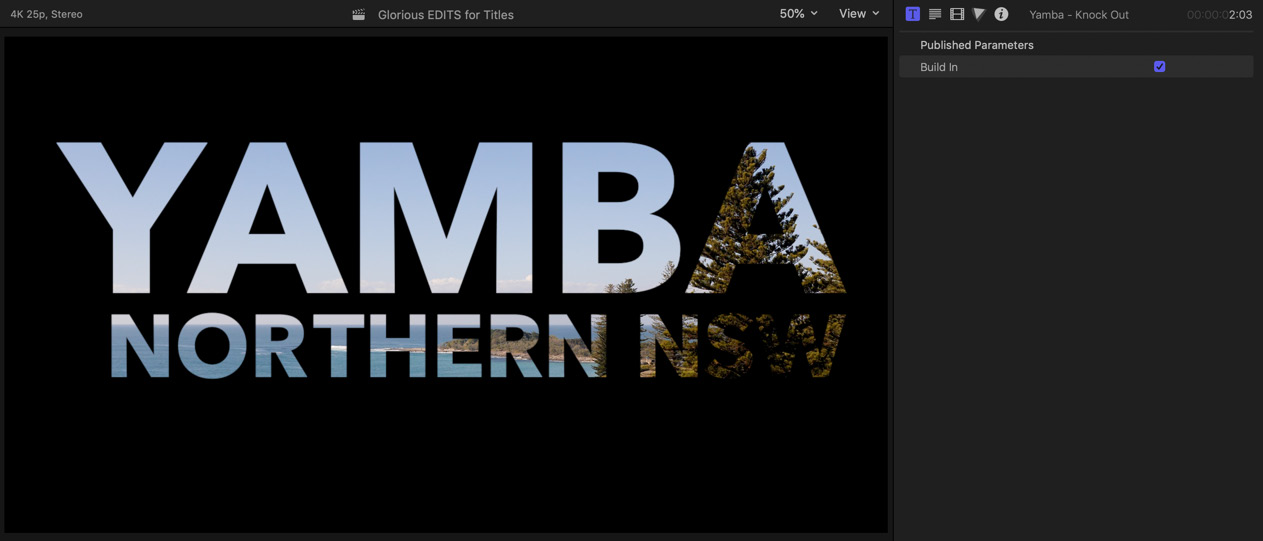 4K 25p, Stereo
Glorious EDITS for Titles
50%
View
T
i
Yamba - Knock Out
00:00:02:03
Published Parameters
Build In
YAMBA
NORTHERN NSW